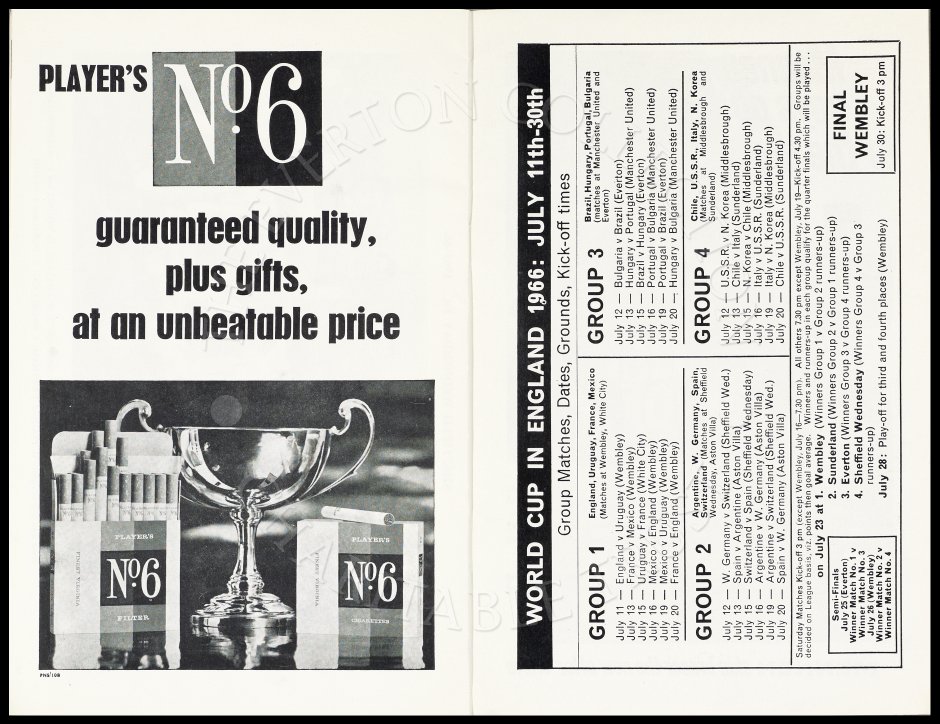 PLAYER'S No6
guaranteed quality,
plus gifts,
at an unbeatable price
PLAYER'S
No6
FILTER
FINEST VIRGINIA
PLAYER'S
No6
CIGARETTES
FINEST VIRGINIA
PNS/10B
WORLD CUP IN ENGLAND 1966: JULY 11th-30th
Group Matches, Dates, Grounds, Kick-off times
GROUP 1
England, Uruguay, France, Mexico
(Matches at Wembley, White City)
July 11 — England v Uruguay (Wembley)
July 13 — France v Mexico (Wembley)
July 15 — Uruguay v France (White City)
July 16 — Mexico v England (Wembley)
July 19 — Mexico v Uruguay (Wembley)
July 20 — France v England (Wembley)
GROUP 2
Argentine, W. Germany, Spain,
Switzerland (Matches at Sheffield
Wednesday, Aston Villa)
July 12 — W. Germany v Switzerland (Sheffield Wed.)
July 13 — Spain v Argentine (Aston Villa)
July 15 — Switzerland v Spain (Sheffield Wednesday)
July 16 — Argentine v W. Germany (Aston Villa)
July 19 — Argentine v Switzerland (Sheffield Wed.)
July 20 — Spain v W. Germany (Aston Villa)
GROUP 3
Brazil, Hungary, Portugal, Bulgaria
(matches at Manchester United and
Everton)
July 12 — Bulgaria v Brazil (Everton)
July 13 — Hungary v Portugal (Manchester United)
July 15 — Brazil v Hungary (Everton)
July 16 — Portugal v Bulgaria (Manchester United)
July 19 — Portugal v Brazil (Everton)
July 20 — Hungary v Bulgaria (Manchester United)
GROUP 4
Chile, U.S.S.R., Italy, N. Korea
(Matches at Middlesbrough and
Sunderland)
July 12 — U.S.S.R. v N. Korea (Middlesbrough)
July 13 — Chile v Italy (Sunderland)
July 15 — N. Korea v Chile (Middlesbrough)
July 16 — Italy v U.S.S.R. (Sunderland)
July 19 — Italy v N. Korea (Middlesbrough)
July 20 — Chile v U.S.S.R. (Sunderland)
Saturday Matches Kick-off 3 pm (except Wembley, July 16—7.30 pm). All others 7.30 pm except Wembley, July 19—Kick-off 4.30 pm. Groups will be
decided on League basis, viz. points then goal average. Winners and runners-up in each group qualify for the quarter finals which will be played . . .
on July 23 at 1. Wembley (Winners Group 1 v Group 2 runners-up)
2. Sunderland (Winners Group 2 v Group 1 runners-up)
3. Everton (Winners Group 3 v Group 4 runners-up)
4. Sheffield Wednesday (Winners Group 4 v Group 3
runners-up)
July 28: Play-off for third and fourth places (Wembley)
Semi-Finals
July 25 (Everton)
Winner Match No. 1 v
Winner Match No. 3
July 26 (Wembley)
Winner Match No. 2 v
Winner Match No. 4
FINAL
WEMBLEY
July 30: Kick-off 3 pm